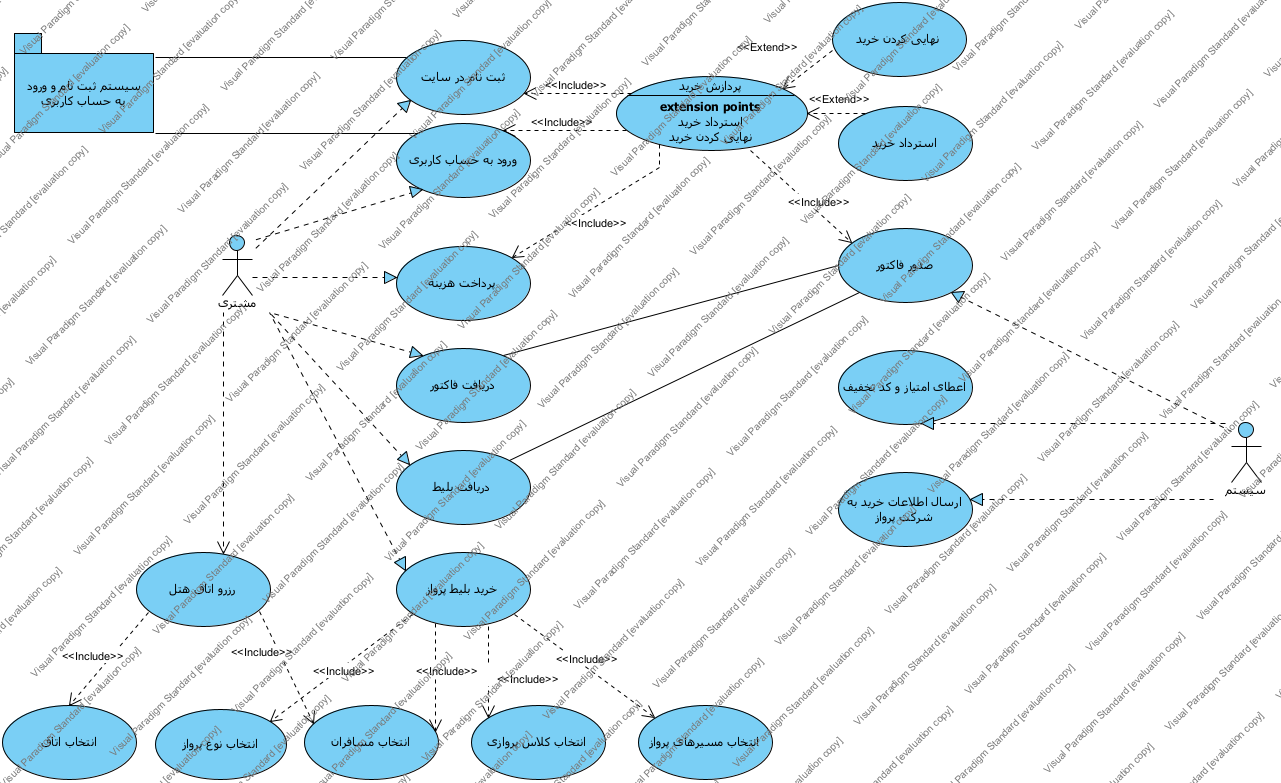 نهایی کردن خرید
<<Extend>>
ثبت نام در سایت
<<Include>>
پردازش خرید
extension points
استرداد خرید
نهایی کردن خرید
<<Extend>>
سیستم ثبت نام و ورود
به حساب کاربری
<<Include>>
استرداد خرید
ورود به حساب کاربری
<<Include>>
<<Include>>
صدور فاکتور
پرداخت هزینه
مشتری
دریافت فاکتور
اعطای امتیاز و کد تخفیف
دریافت بلیط
سیستم
ارسال اطلاعات خرید به
شرکت پرواز
رزرو اتاق هتل
خرید بلیط پرواز
<<Include>>
<<Include>>
<<Include>>
<<Include>>
<<Include>>
<<Include>>
انتخاب اتاق
انتخاب نوع پرواز
انتخاب مسافران
انتخاب کلاس پروازی
انتخاب مسیرهای پرواز
Visual Paradigm Standard [evaluation copy]